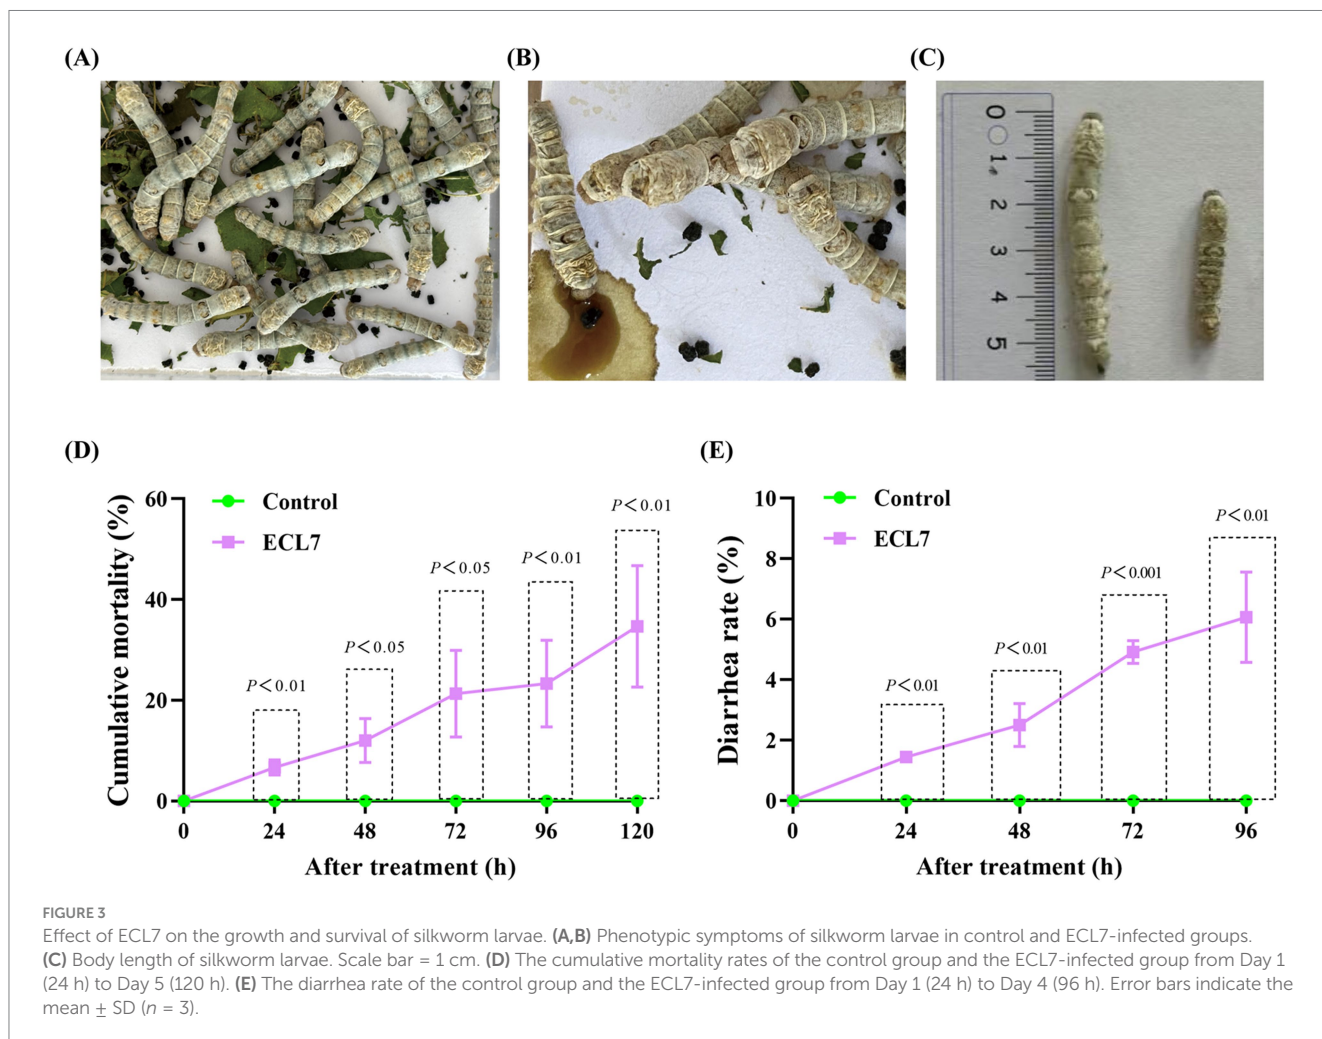 (A)
(B)
(C)
0
1
2
3
4
5
(D)
(E)
60
40
20
0
Cumulative mortality (%)
Control
ECL7
P<0.01
P<0.05
P<0.05
P<0.01
P<0.01
0 24 48 72 96 120
After treatment (h)
10
8
6
4
2
0
Diarrhea rate (%)
Control
ECL7
P<0.01
P<0.01
P<0.001
P<0.01
0 24 48 72 96
After treatment (h)
FIGURE 3
Effect of ECL7 on the growth and survival of silkworm larvae. (A,B) Phenotypic symptoms of silkworm larvae in control and ECL7-infected groups.
(C) Body length of silkworm larvae. Scale bar = 1 cm. (D) The cumulative mortality rates of the control group and the ECL7-infected group from Day 1
(24 h) to Day 5 (120 h). (E) The diarrhea rate of the control group and the ECL7-infected group from Day 1 (24 h) to Day 4 (96 h). Error bars indicate the
mean ± SD (n = 3).